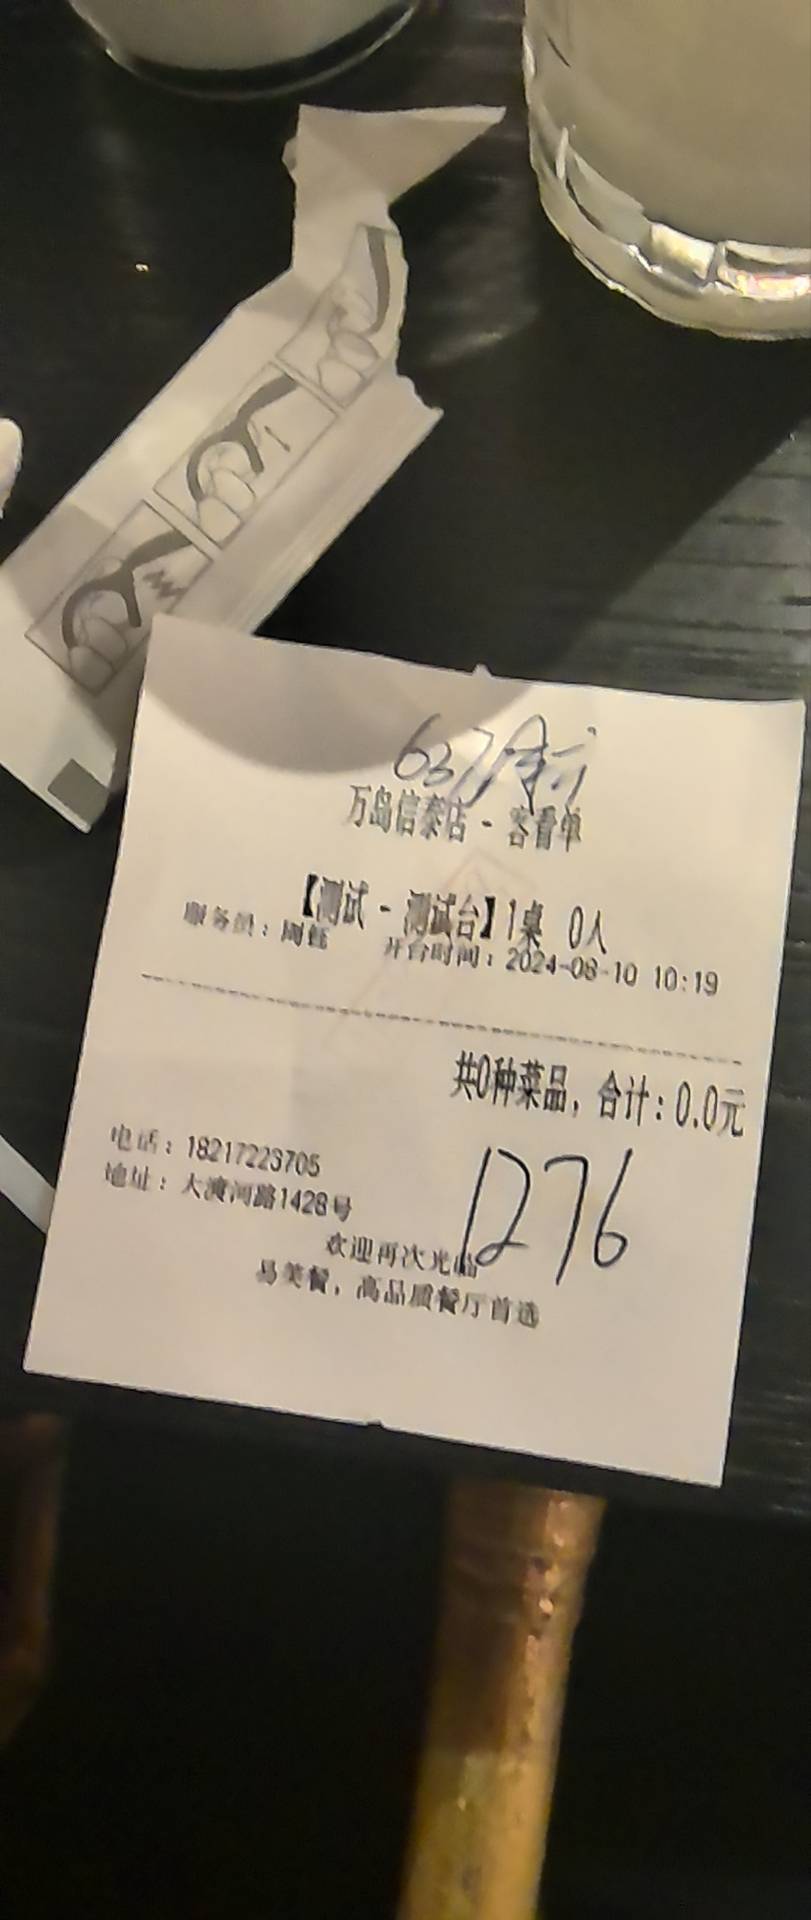 637
万岛信泰店 - 客看单
【测试 - 测试台】1桌 0人
服务员：周钰 开台时间：2024-08-10 10:19
共0种菜品，合计：0.0元
电话：18217223705
地址：大渡河路1428号
1276
欢迎再次光临
易美餐，高品质餐厅首选